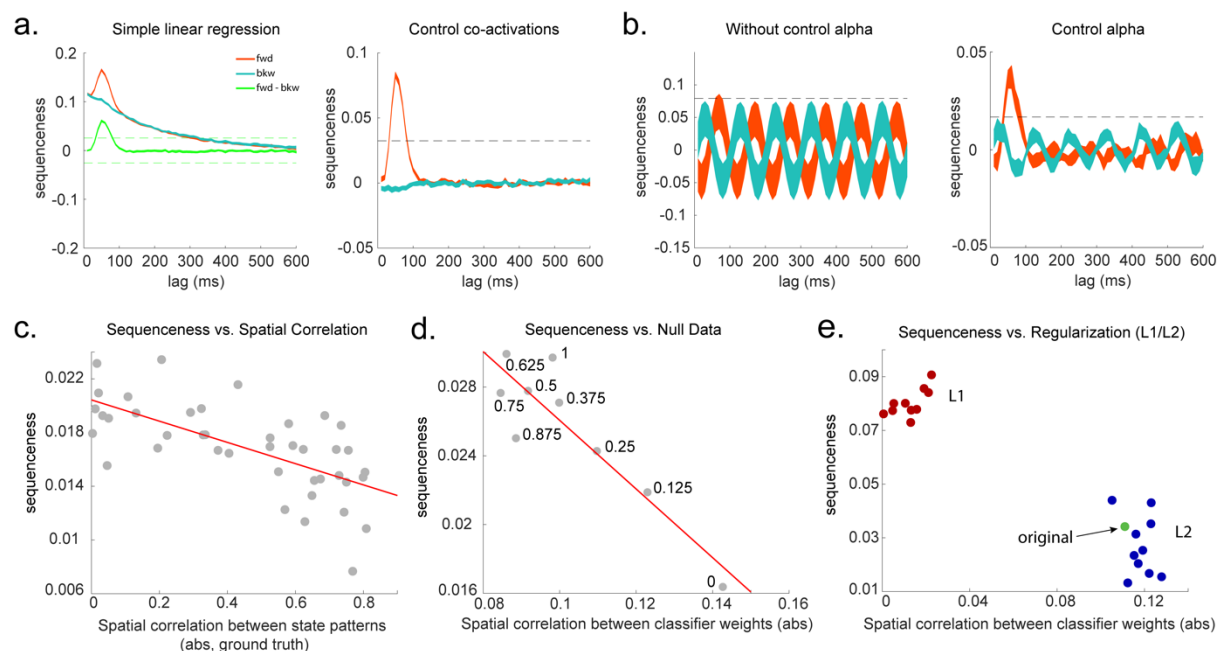 a.
Simple linear regression
Control co-activations
0.2
0.1
0
-0.1
-0.2
sequenceness
fwd
bkw
fwd - bkw
0 100 200 300 400 500 600
lag (ms)
0.1
0.05
0
-0.05
sequenceness
0 100 200 300 400 500 600
lag (ms)
b.
Without control alpha
Control alpha
0.15
0.1
0.05
0
-0.05
-0.1
-0.15
sequenceness
0 100 200 300 400 500 600
lag (ms)
0.05
0
-0.05
sequenceness
0 100 200 300 400 500 600
lag (ms)
c.
Sequenceness vs. Spatial Correlation
0.022
0.018
0.014
0.01
0.006
sequenceness
0 0.2 0.4 0.6 0.8
Spatial correlation between state patterns
(abs, ground truth)
d.
Sequenceness vs. Null Data
0.028
0.024
0.02
0.016
sequenceness
0.625
1
0.5
0.75
0.375
0.875
0.25
0.125
0
0.08 0.1 0.12 0.14 0.16
Spatial correlation between classifier weights (abs)
e.
Sequenceness vs. Regularization (L1/L2)
0.09
0.07
0.05
0.03
0.01
sequenceness
L1
original
L2
0 0.04 0.08 0.12
Spatial correlation between classifier weights (abs)